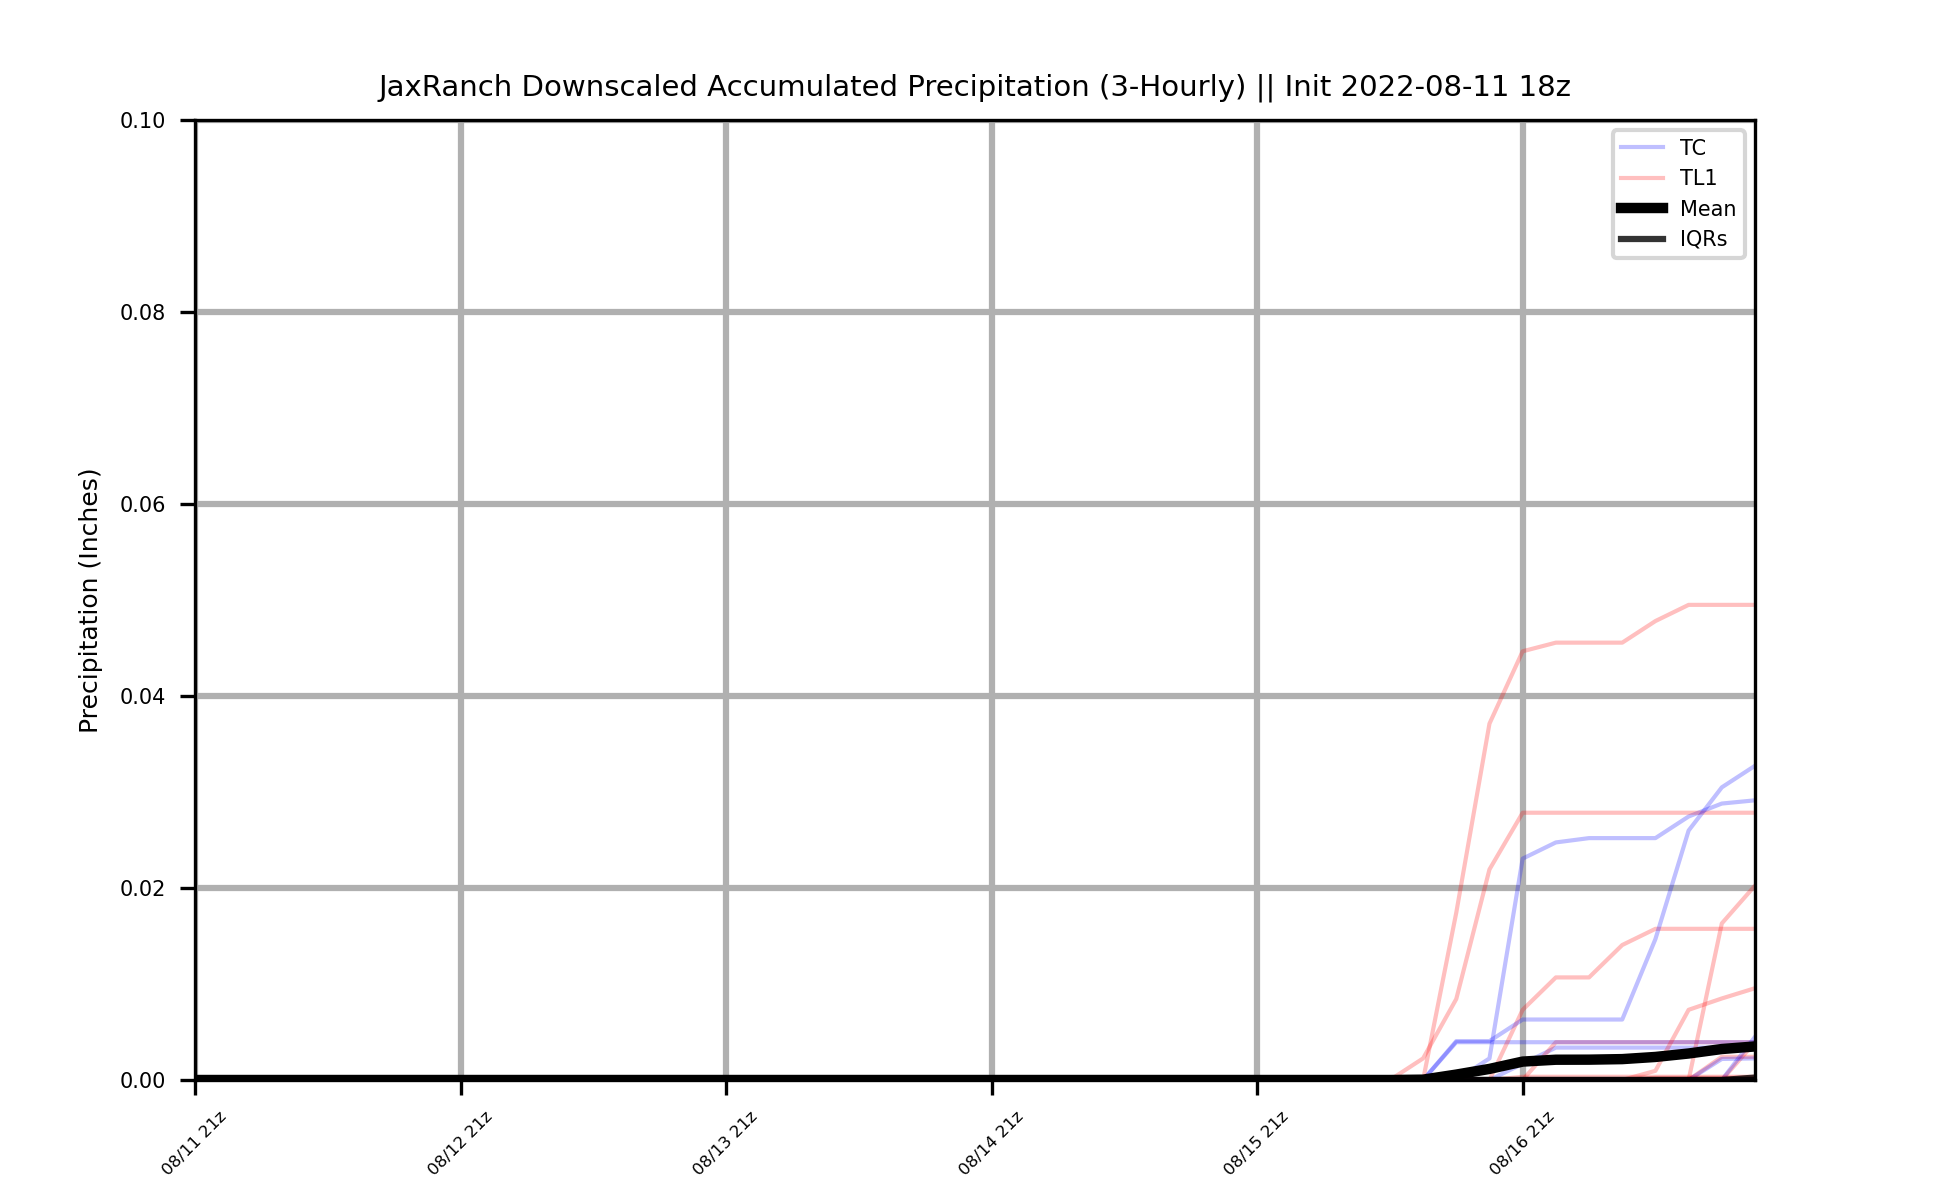 JaxRanch Downscaled Accumulated Precipitation (3-Hourly) || Init 2022-08-11 18z
TC
TL1
Mean
IQRs
Precipitation (Inches)
0.10
0.08
0.06
0.04
0.02
0.00
08/11 21z
08/12 21z
08/13 21z
08/14 21z
08/15 21z
08/16 21z